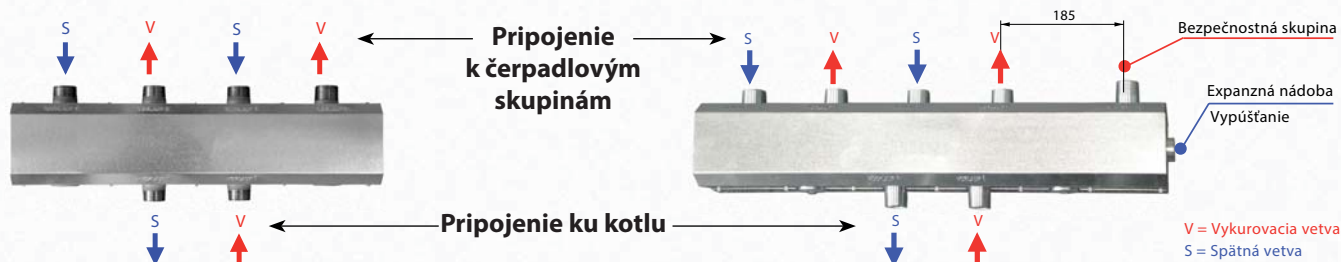 S V S V
Pripojenie
k čerpadlovým
skupinám
S V S V
185
Bezpečnostná skupina
Expanzná nádoba
Vypúšťanie
S V
Pripojenie ku kotlu
S V
V = Vykurovacia vetva
S = Spätná vetva